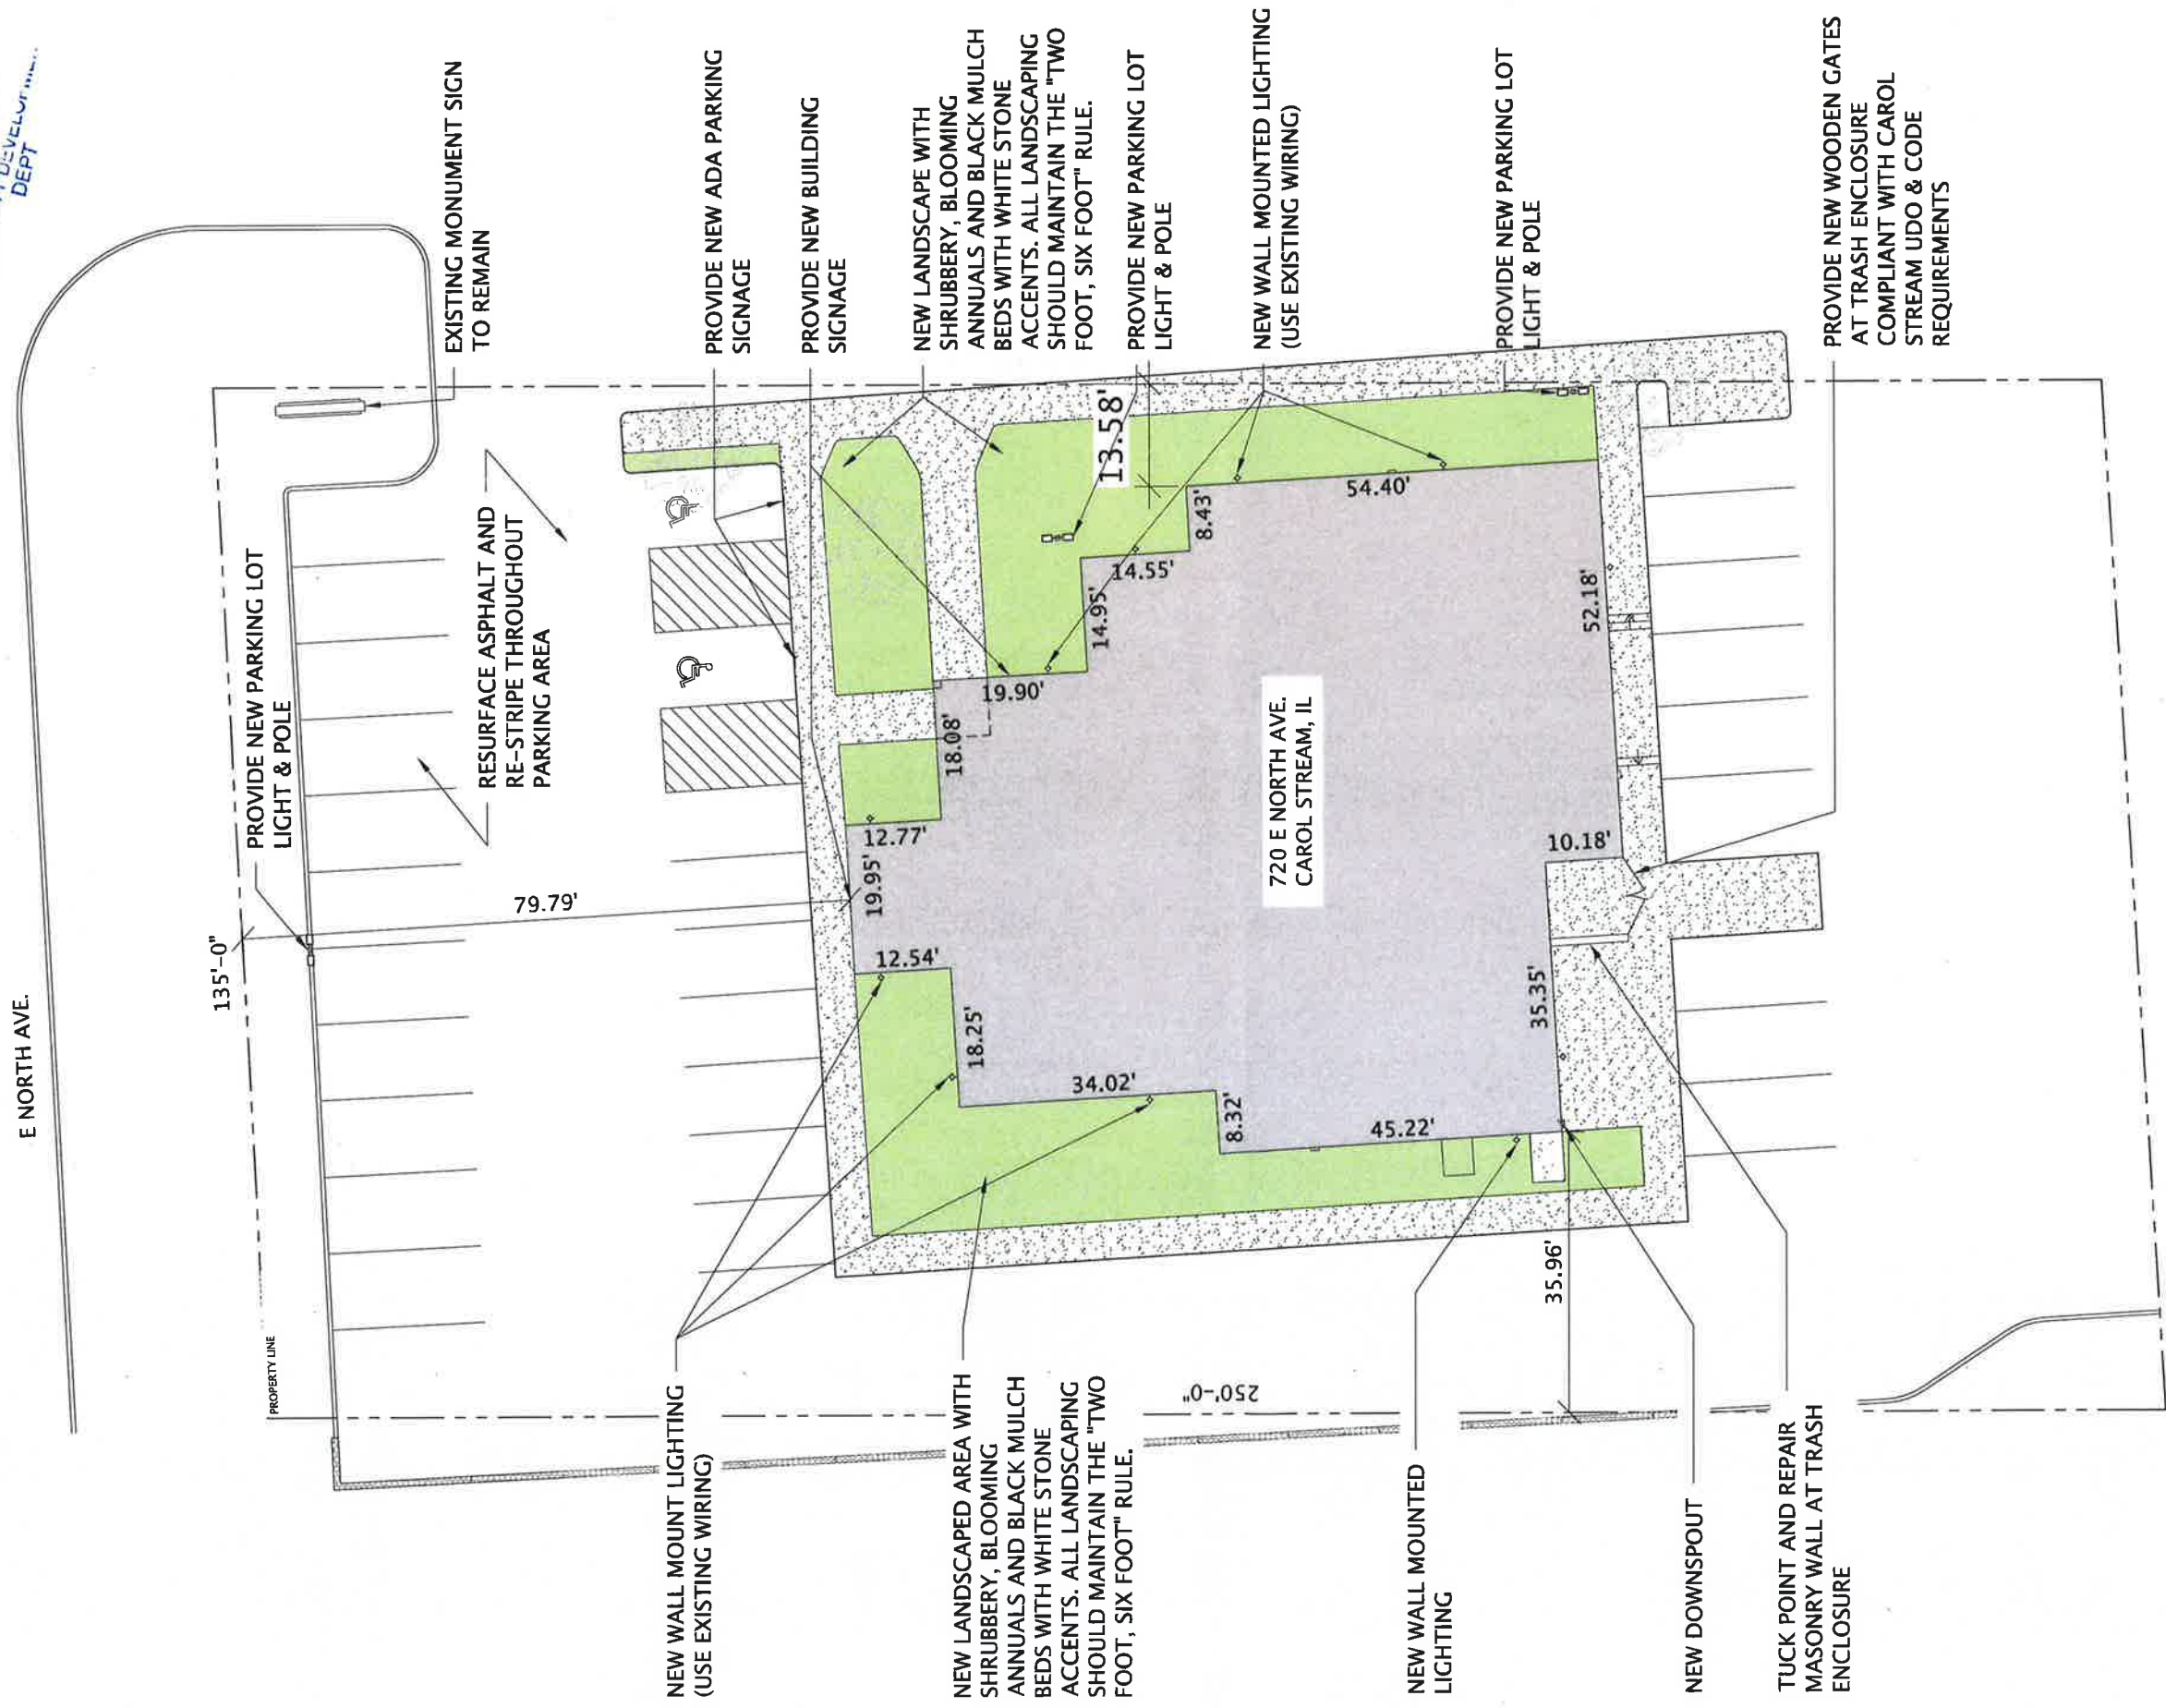 DEPT
E NORTH AVE.
135'-0"
PROPERTY LINE
PROVIDE NEW PARKING LOT
LIGHT & POLE
RESURFACE ASPHALT AND
RE-STRIPE THROUGHOUT
PARKING AREA
79.79'
EXISTING MONUMENT SIGN
TO REMAIN
PROVIDE NEW ADA PARKING
SIGNAGE
PROVIDE NEW BUILDING
SIGNAGE
NEW LANDSCAPE WITH
SHRUBBERY, BLOOMING
ANNUALS AND BLACK MULCH
BEDS WITH WHITE STONE
ACCENTS. ALL LANDSCAPING
SHOULD MAINTAIN THE "TWO
FOOT, SIX FOOT" RULE.
PROVIDE NEW PARKING LOT
LIGHT & POLE
NEW WALL MOUNTED LIGHTING
(USE EXISTING WIRING)
PROVIDE NEW PARKING LOT
LIGHT & POLE
PROVIDE NEW WOODEN GATES
AT TRASH ENCLOSURE
COMPLIANT WITH CAROL
STREAM UDO & CODE
REQUIREMENTS
13.58'
8.43'
54.40'
14.55'
14.95'
19.90'
18.08'
12.77'
19.95'
12.54'
18.25'
34.02'
8.32'
45.22'
35.35'
10.18'
52.18'
35.96'
250'-0"
720 E NORTH AVE.
CAROL STREAM, IL
NEW WALL MOUNT LIGHTING
(USE EXISTING WIRING)
NEW LANDSCAPED AREA WITH
SHRUBBERY, BLOOMING
ANNUALS AND BLACK MULCH
BEDS WITH WHITE STONE
ACCENTS. ALL LANDSCAPING
SHOULD MAINTAIN THE "TWO
FOOT, SIX FOOT" RULE.
NEW WALL MOUNTED
LIGHTING
NEW DOWNSPOUT
TUCK POINT AND REPAIR
MASONRY WALL AT TRASH
ENCLOSURE